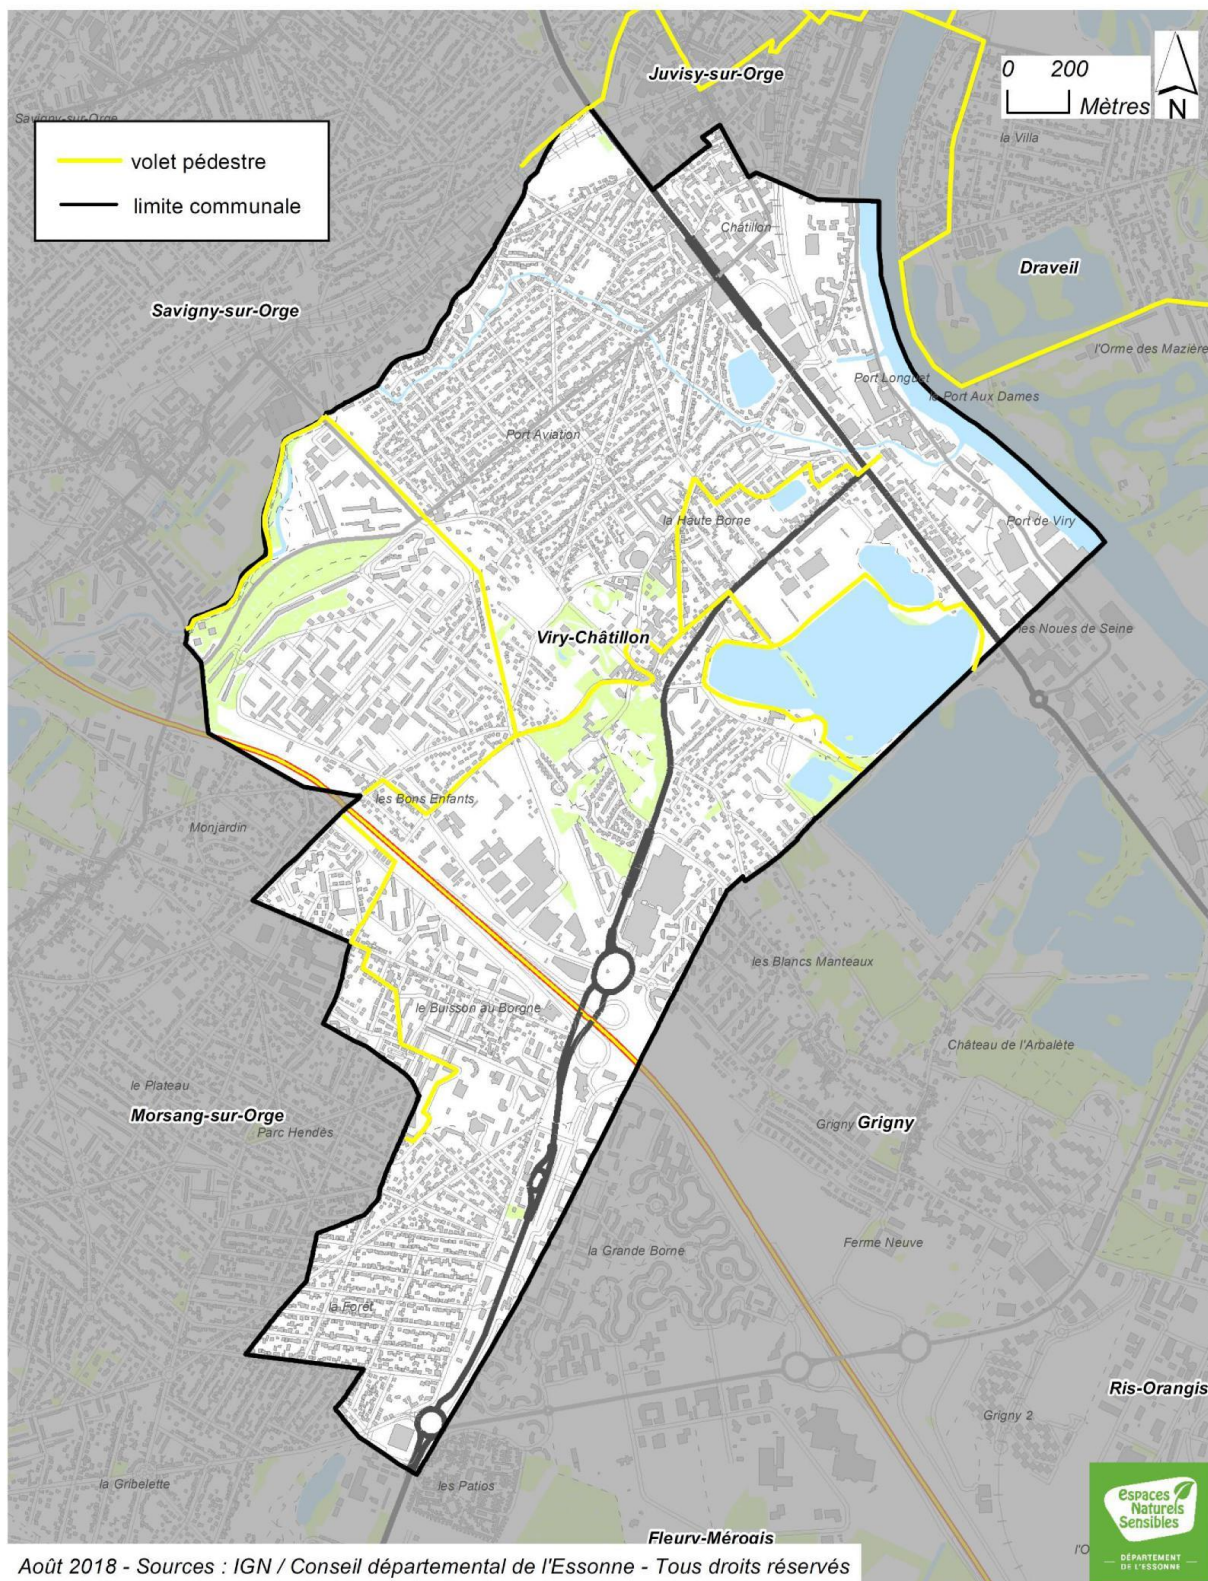 Juvisy-sur-Orge
0 200
Mètres
N
Savigny-sur-Orge
la Villa
volet pédestre
limite communale
Châtillon
Draveil
Savigny-sur-Orge
l'Orme des Mazière
Port Longuet
le Port Aux Dames
Port Aviation
la Haute Borne
Port de Viry
Viry-Châtillon
les Noues de Seine
les Bons Enfants
Monjardin
les Blancs Manteaux
le Buisson au Borgne
Château de l'Arbalète
le Plateau
Morsang-sur-Orge
Parc Hendès
Grigny
Grigny
la Grande Borne
Ferme Neuve
la Forêt
Ris-Orangis
Grigny 2
la Gribelette
les Patios
Fleury-Mérogis
l'O
espaces
Naturels
Sensibles
DÉPARTEMENT
DE L'ESSONNE
Août 2018 - Sources : IGN / Conseil départemental de l'Essonne - Tous droits réservés